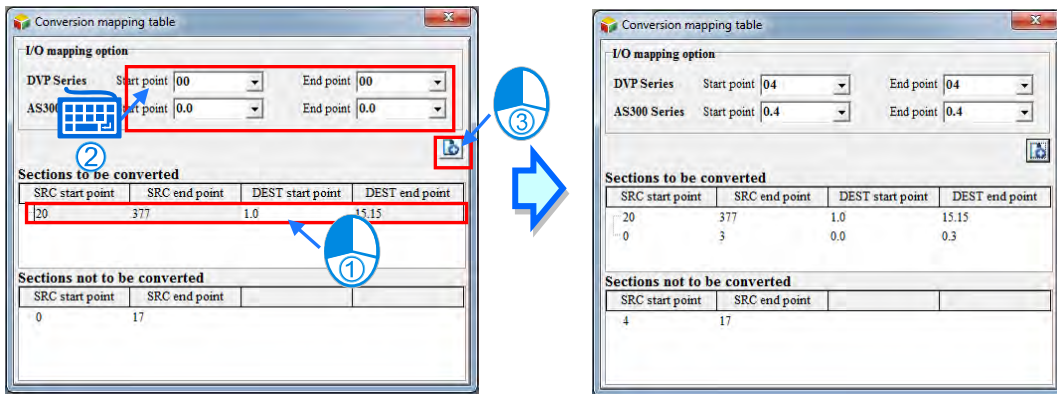 Conversion mapping table
I/O mapping option
DVP Series Start point 00 End point 00
AS300 rt point 0.0 End point 0.0
②
③
Sections to be converted
SRC start point SRC end point DEST start point DEST end point
20 377 1.0 15.15
①
Sections not to be converted
SRC start point SRC end point
0 17
Conversion mapping table
I/O mapping option
DVP Series Start point 04 End point 04
AS300 Series Start point 0.4 End point 0.4
Sections to be converted
SRC start point SRC end point DEST start point DEST end point
20 377 1.0 15.15
0 3 0.0 0.3
Sections not to be converted
SRC start point SRC end point
4 17